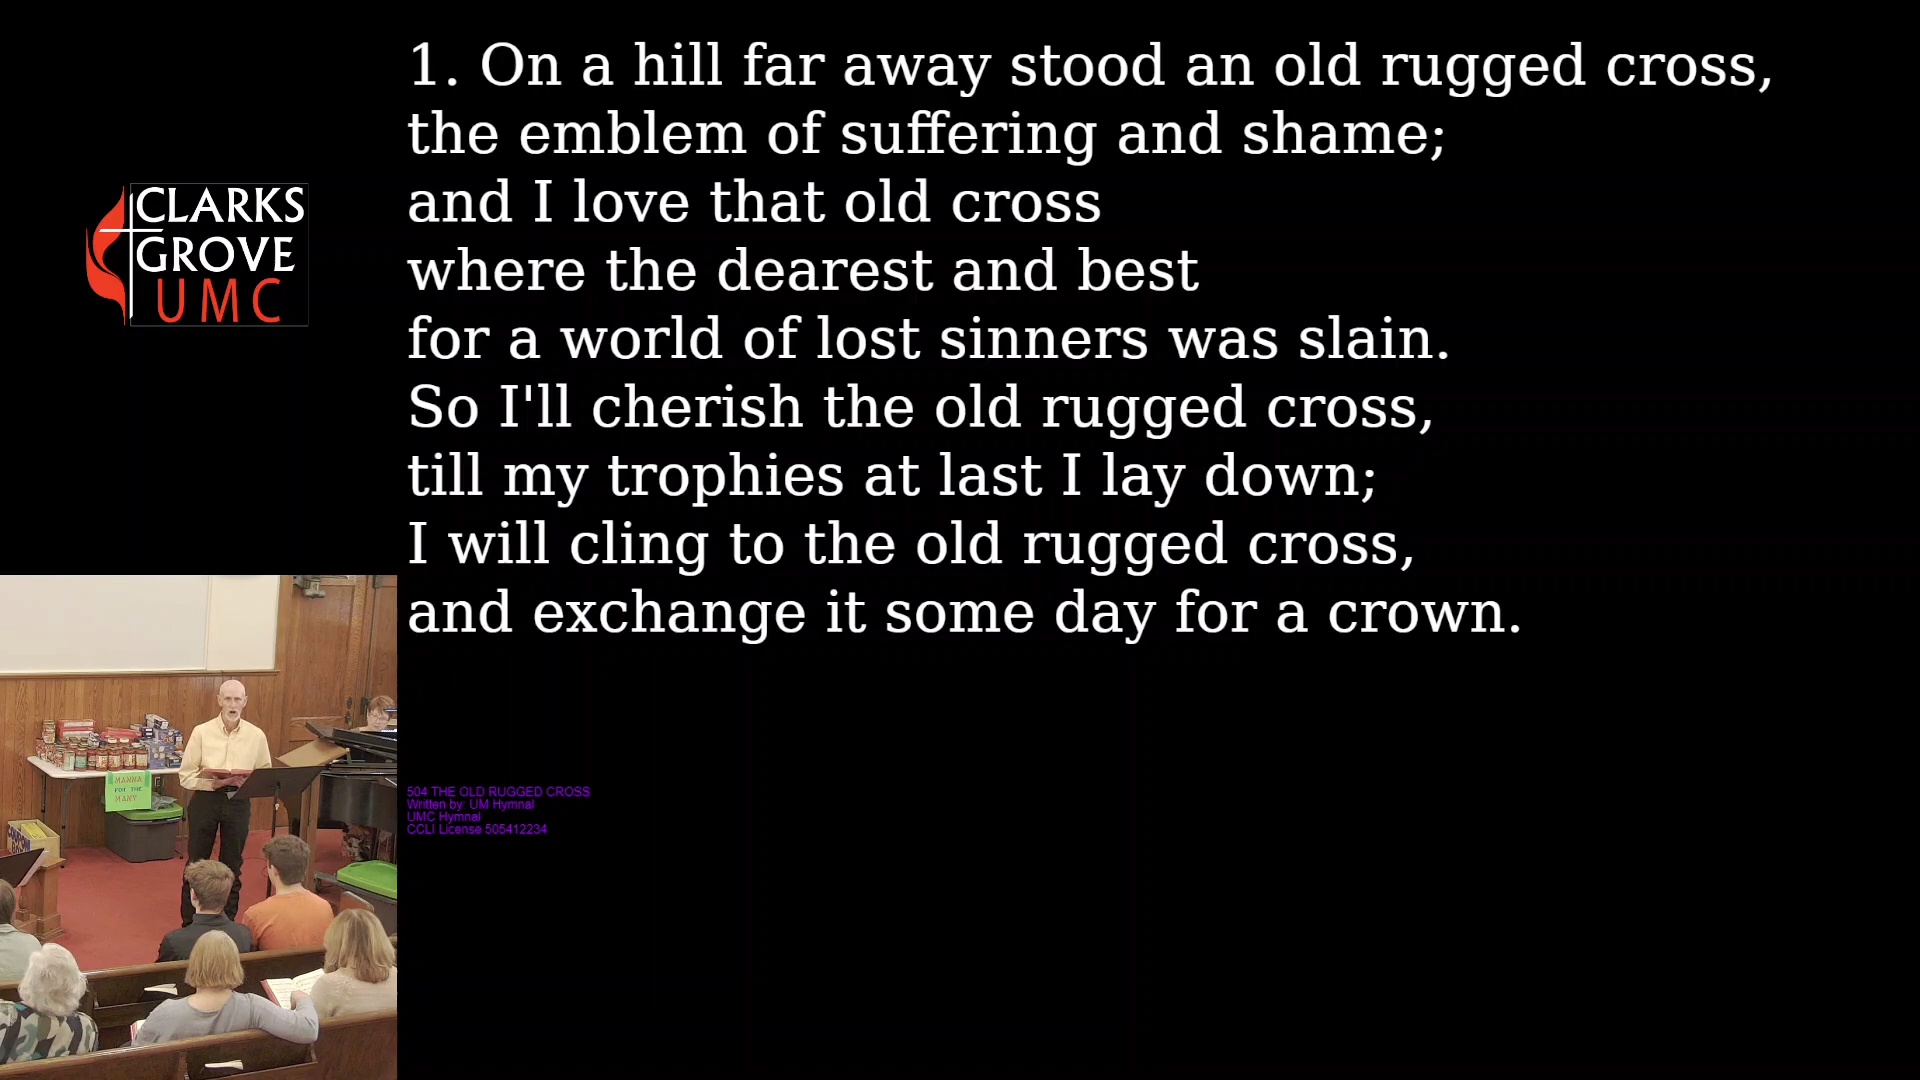 1. On a hill far away stood an old rugged cross,
the emblem of suffering and shame;
and I love that old cross
where the dearest and best
for a world of lost sinners was slain.
So I'll cherish the old rugged cross,
till my trophies at last I lay down;
I will cling to the old rugged cross,
and exchange it some day for a crown.
CLARKS
GROVE
UMC
504 THE OLD RUGGED CROSS
Written by: UM Hymnal
UMC Hymnal
CCLI License 505412234
MANNA
FOR THE
MANY